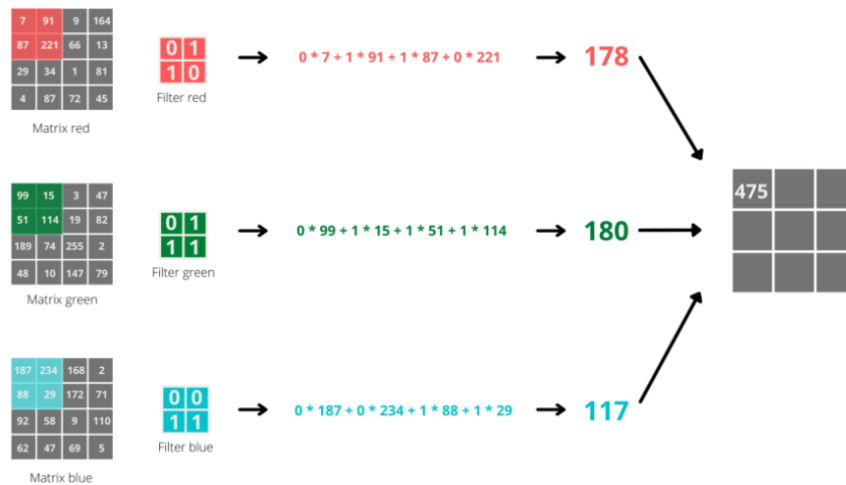 7 91 9 164
87 221 66 13
29 34 1 81
4 87 72 45
Matrix red
0 1
1 0
Filter red
0 * 7 + 1 * 91 + 1 * 87 + 0 * 221
178
99 15 3 47
51 114 19 82
189 74 255 2
48 10 147 79
Matrix green
0 1
1 1
Filter green
0 * 99 + 1 * 15 + 1 * 51 + 1 * 114
180
475
187 234 168 2
88 29 172 71
92 58 9 110
62 47 69 5
Matrix blue
0 0
1 1
Filter blue
0 * 187 + 0 * 234 + 1 * 88 + 1 * 29
117